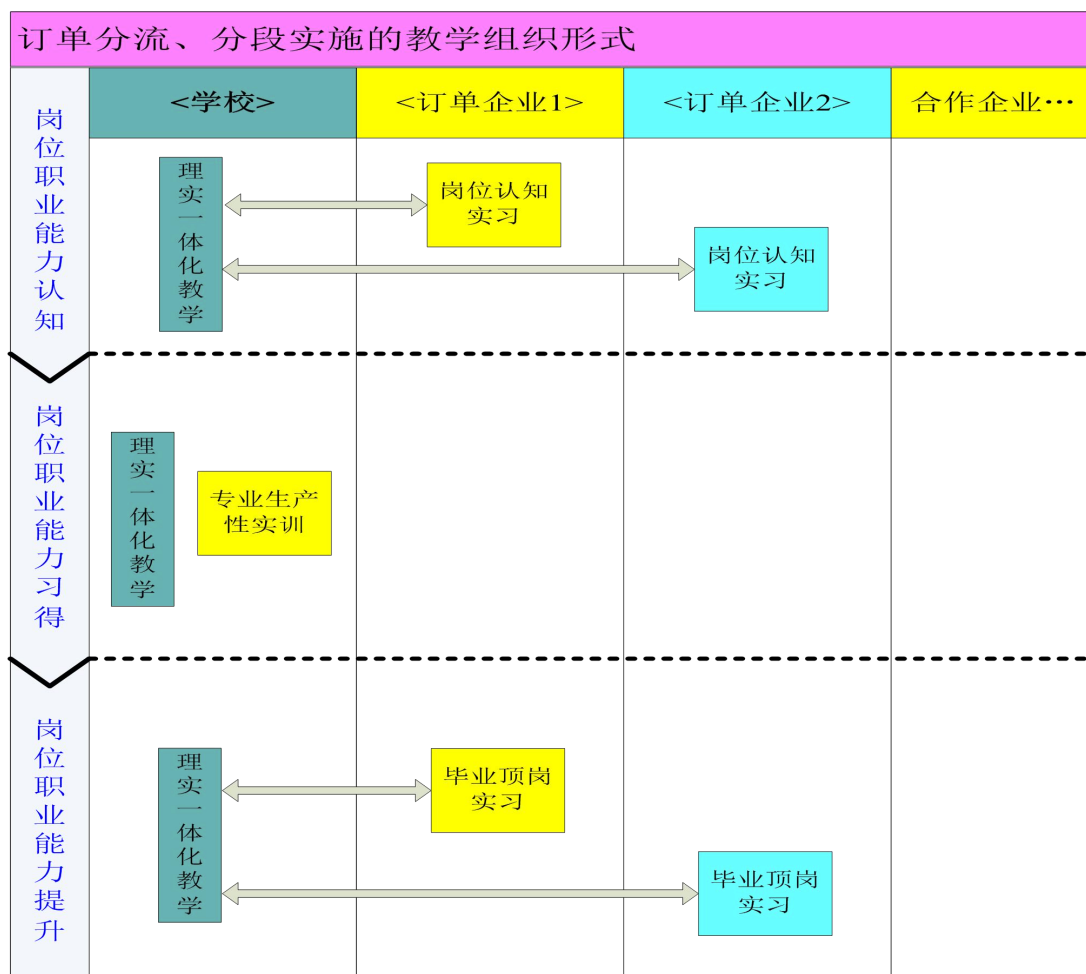 订单分流、分段实施的教学组织形式
<学校>
<订单企业1>
<订单企业2>
合作企业…
岗位职业能力认知
理实一体化教学
岗位认知
实习
岗位认知
实习
岗位职业能力习得
理实一体化教学
专业生产
性实训
岗位职业能力提升
理实一体化教学
毕业顶岗
实习
毕业顶岗
实习